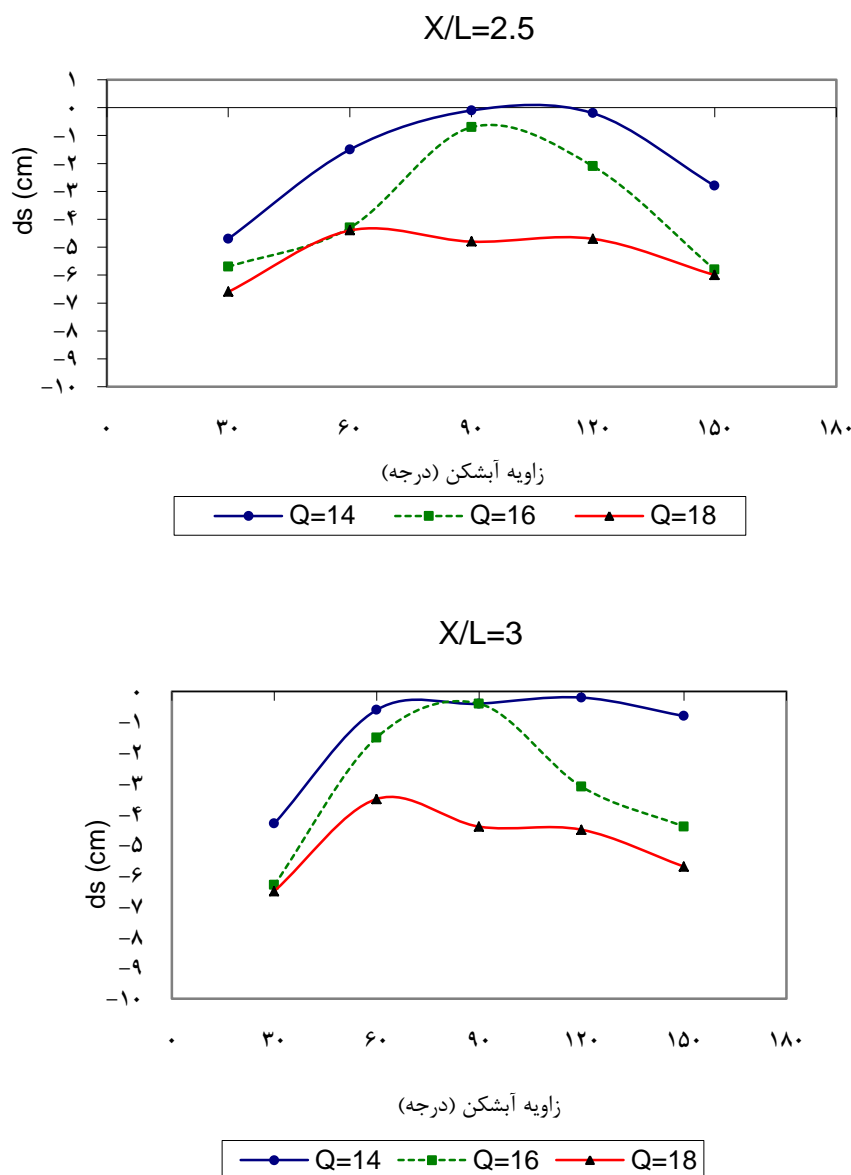 X/L=2.5
ds (cm)
۱
۰
-۱
-۲
-۳
-۴
-۵
-۶
-۷
-۸
-۹
-۱۰
۰ ۳۰ ۶۰ ۹۰ ۱۲۰ ۱۵۰ ۱۸۰
زاویه آبشکن (درجه)
Q=14 Q=16 Q=18
X/L=3
ds (cm)
۰
-۱
-۲
-۳
-۴
-۵
-۶
-۷
-۸
-۹
-۱۰
۰ ۳۰ ۶۰ ۹۰ ۱۲۰ ۱۵۰ ۱۸۰
زاویه آبشکن (درجه)
Q=14 Q=16 Q=18